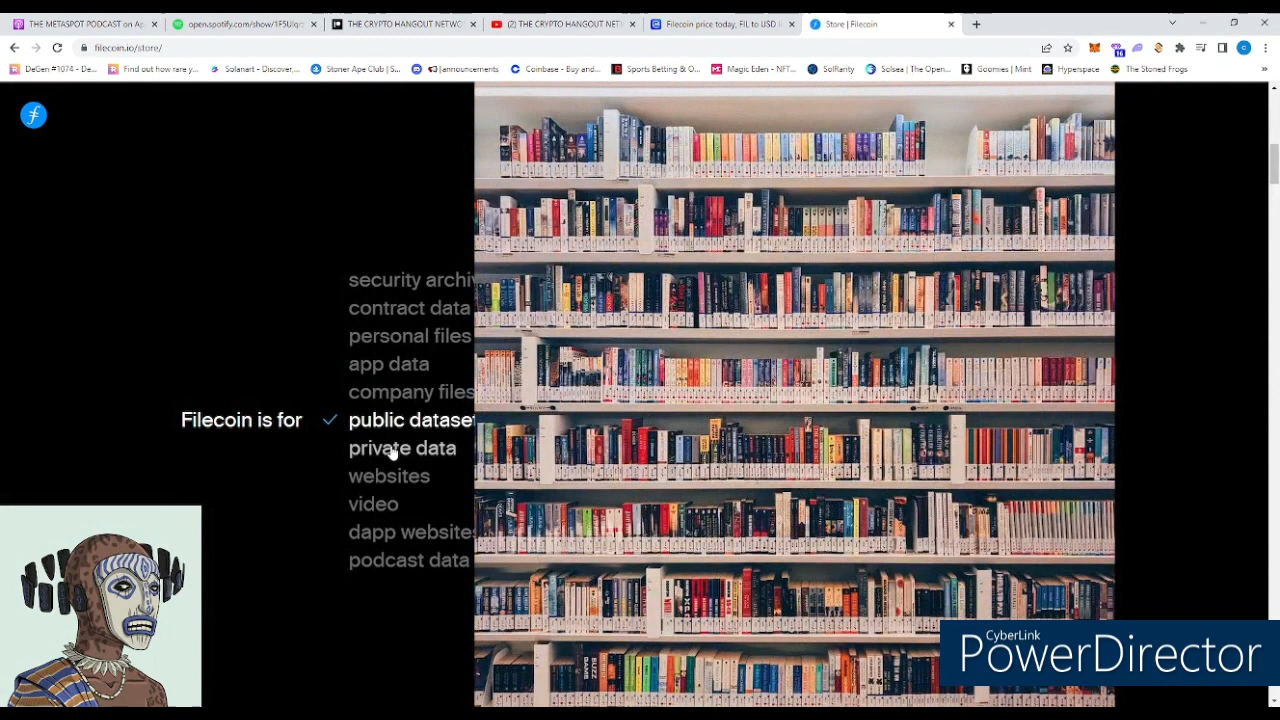 THE METASPOT PODCAST on Ap
open.spotify.com/show/1F5Ulqc
THE CRYPTO HANGOUT NETWO
(2) THE CRYPTO HANGOUT NET
Filecoin price today, FIL to USD li
Store | Filecoin
filecoin.io/store/
16
C
DeGen #1074 - De...
Find out how rare y...
Solanart - Discover,...
Stoner Ape Club | S...
announcements
Coinbase - Buy and...
Sports Betting & O...
Magic Eden - NFT...
SolRarity
Solsea | The Open...
Goomies | Mint
Hyperspace
The Stoned Frogs
»
security archiv
contract data
personal files
app data
company files
Filecoin is for ✓ public dataset
private data
websites
video
dapp websites
podcast data
CyberLink
PowerDirector